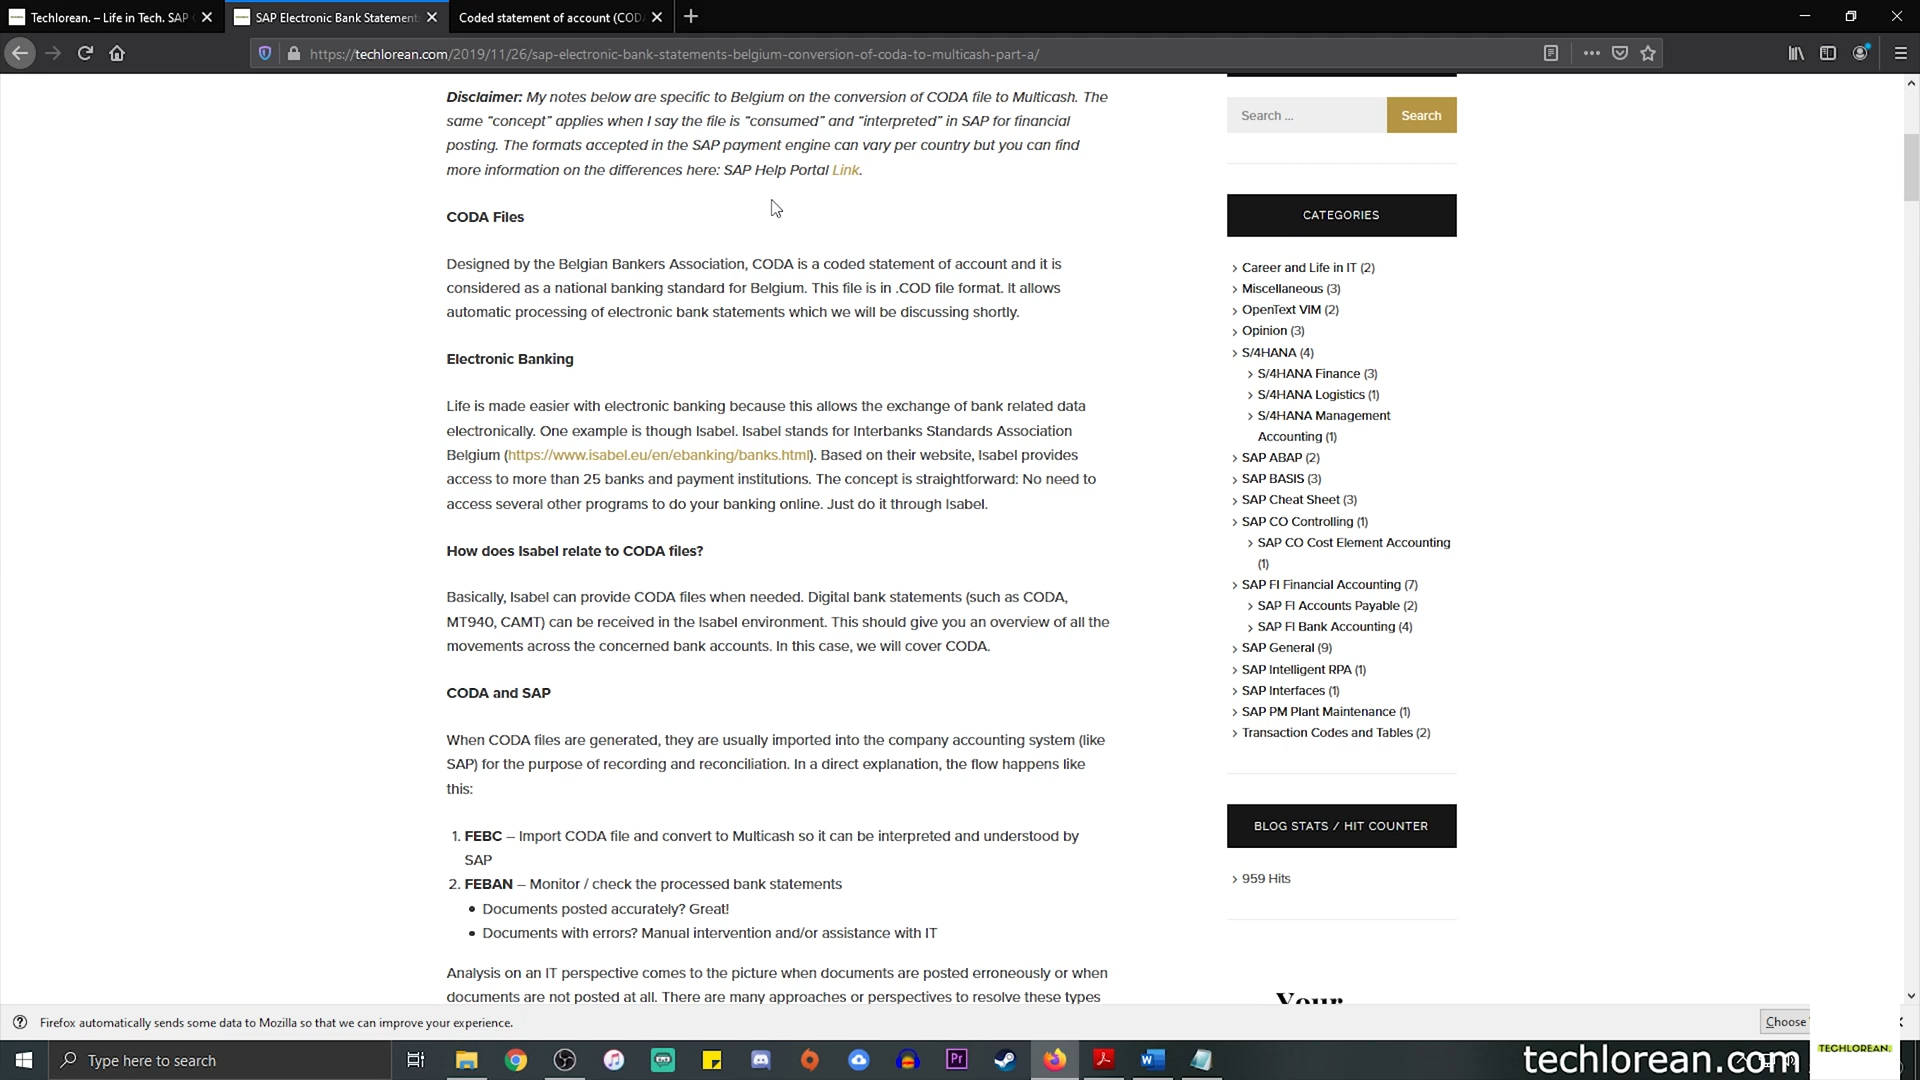 Techlorean. – Life in Tech. SAP
SAP Electronic Bank Statement
Coded statement of account (COD
https://techlorean.com/2019/11/26/sap-electronic-bank-statements-belgium-conversion-of-coda-to-multicash-part-a/
Disclaimer: My notes below are specific to Belgium on the conversion of CODA file to Multicash. The
same “concept” applies when I say the file is “consumed” and “interpreted” in SAP for financial
posting. The formats accepted in the SAP payment engine can vary per country but you can find
more information on the differences here: SAP Help Portal Link.
CODA Files
Designed by the Belgian Bankers Association, CODA is a coded statement of account and it is
considered as a national banking standard for Belgium. This file is in .COD file format. It allows
automatic processing of electronic bank statements which we will be discussing shortly.
Electronic Banking
Life is made easier with electronic banking because this allows the exchange of bank related data
electronically. One example is though Isabel. Isabel stands for Interbanks Standards Association
Belgium (https://www.isabel.eu/en/ebanking/banks.html). Based on their website, Isabel provides
access to more than 25 banks and payment institutions. The concept is straightforward: No need to
access several other programs to do your banking online. Just do it through Isabel.
How does Isabel relate to CODA files?
Basically, Isabel can provide CODA files when needed. Digital bank statements (such as CODA,
MT940, CAMT) can be received in the Isabel environment. This should give you an overview of all the
movements across the concerned bank accounts. In this case, we will cover CODA.
CODA and SAP
When CODA files are generated, they are usually imported into the company accounting system (like
SAP) for the purpose of recording and reconciliation. In a direct explanation, the flow happens like
this:
1. FEBC – Import CODA file and convert to Multicash so it can be interpreted and understood by
SAP
2. FEBAN – Monitor / check the processed bank statements
• Documents posted accurately? Great!
• Documents with errors? Manual intervention and/or assistance with IT
Analysis on an IT perspective comes to the picture when documents are posted erroneously or when
documents are not posted at all. There are many approaches or perspectives to resolve these types
Search ...
Search
CATEGORIES
Career and Life in IT (2)
Miscellaneous (3)
OpenText VIM (2)
Opinion (3)
S/4HANA (4)
S/4HANA Finance (3)
S/4HANA Logistics (1)
S/4HANA Management
Accounting (1)
SAP ABAP (2)
SAP BASIS (3)
SAP Cheat Sheet (3)
SAP CO Controlling (1)
SAP CO Cost Element Accounting
(1)
SAP FI Financial Accounting (7)
SAP FI Accounts Payable (2)
SAP FI Bank Accounting (4)
SAP General (9)
SAP Intelligent RPA (1)
SAP Interfaces (1)
SAP PM Plant Maintenance (1)
Transaction Codes and Tables (2)
BLOG STATS / HIT COUNTER
959 Hits
Your
Firefox automatically sends some data to Mozilla so that we can improve your experience.
Choose
Type here to search
Pr
W
techlorean.com
TECHLOREAN